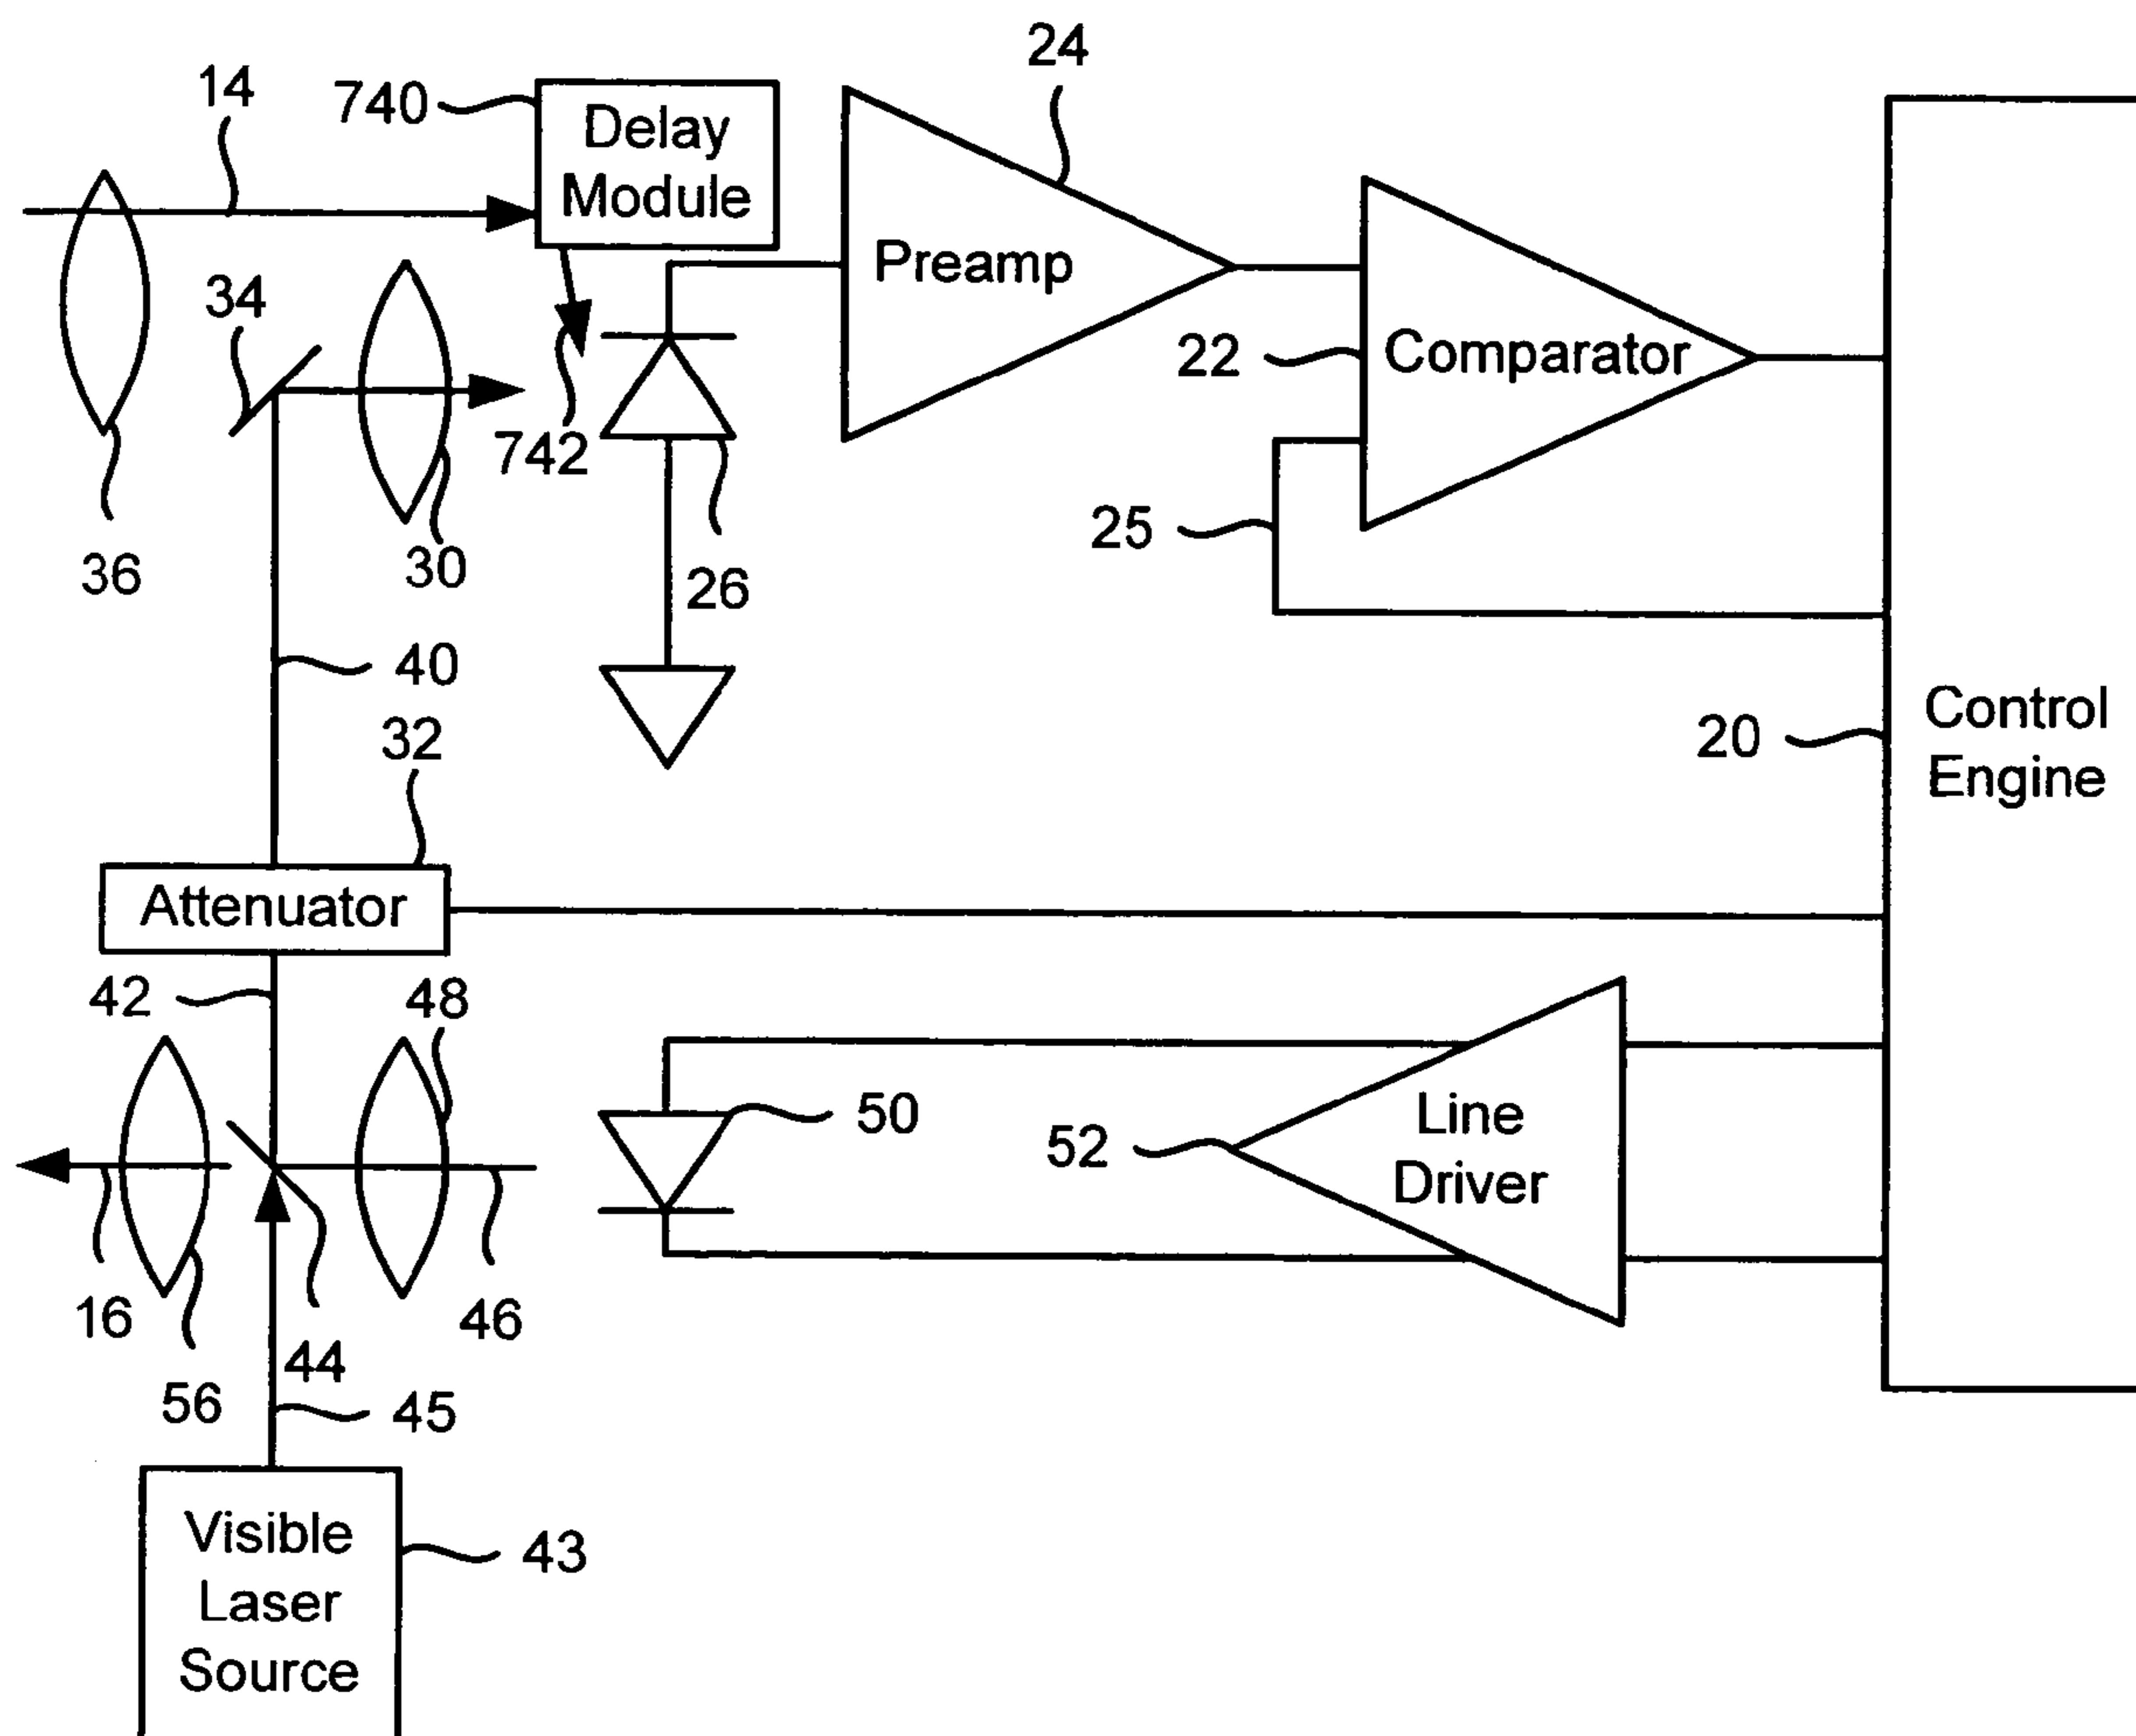 24
14
740
Delay
Module
34
Preamp
22
Comparator
742
25
36
30
26
40
32
20
Control
Engine
Attenuator
42
48
50
52
Line
Driver
16
46
44
56
45
Visible
Laser
Source
43